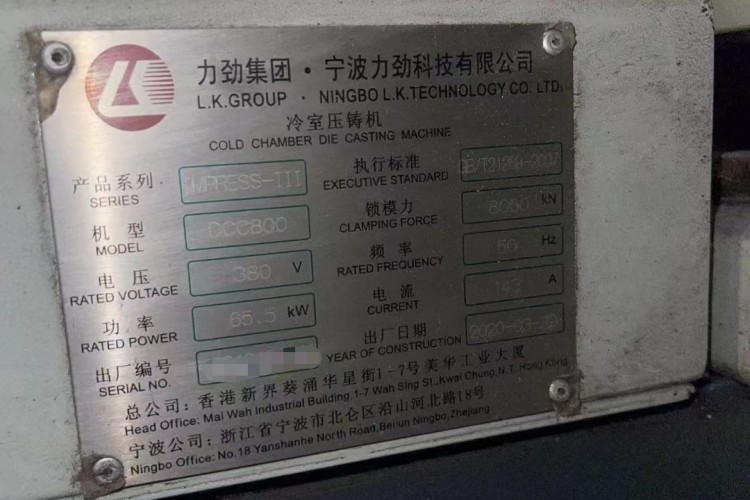 力劲集团·宁波力劲科技有限公司
L.K.GROUP · NINGBO L.K.TECHNOLOGY CO. LTD.
冷室压铸机
COLD CHAMBER DIE CASTING MACHINE
产品系列 IMPRESS-III 执行标准
SERIES EXECUTIVE STANDARD
机型 DCC800 锁模力 8000 kN
MODEL CLAMPING FORCE
电压 380 V 频率 50 Hz
RATED VOLTAGE RATED FREQUENCY
功率 65.5 kW 电流 A
RATED POWER CURRENT
出厂编号 出厂日期
SERIAL NO. YEAR OF CONSTRUCTION
总公司：香港新界葵涌华星街1-7号美华工业大厦
Head Office: Mai Wah Industrial Building,1-7 Wah Sing St.,Kwai Chung,N.T. Hong Kong
宁波公司：浙江省宁波市北仑区沿山河北路18号
Ningbo Office: No.18 Yanshanhe North Road,Beilun Ningbo,Zhejiang